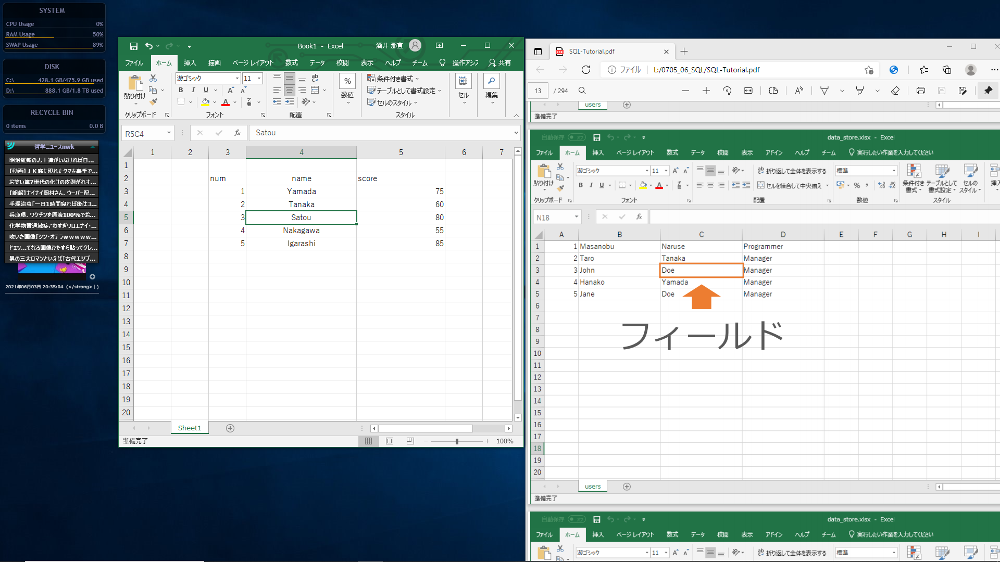 SYSTEM
CPU Usage 0%
RAM Usage 50%
SWAP Usage 89%
DISK
C:\ 428.1 GB/475.9 GB used
D:\ 888.1 GB/1.8 TB used
RECYCLE BIN
0 items 0.0 B
哲学ニュースnwk
明治維新の志士達がいなければ日...
【動画】ＪＫ庭に現れたクマを素手で...
お笑い第7世代の化けの皮剥がれす...
【朗報】ナイナイ岡村さん、ウーバー配...
手塚治虫「一日1時間寝れば後はコ...
兵庫県、ワクチンを原液100%でお...
吹いた画像『シン・オデラｗｗｗｗｗ...
ヒェッ...てなる画像ひたすら貼ってクレ...
男の三大ロマンといえば「古代エジプ...
2021年06月03日 20:35:04 (</strong> | )
Book1 - Excel 酒井 那宜
ファイル ホーム 挿入 描画 ページ レイアウト 数式 データ 校閲 表示 ヘルプ チーム 操作アシス 共有
游ゴシック 11
貼り付け
B I U
クリップボード フォント 配置
% 数値
条件付き書式
テーブルとして書式設定
セルのスタイル
スタイル
セル
編集
R5C4 fx Satou
1 2 3 4 5 6 7
1
2 num name score
3 1 Yamada 75
4 2 Tanaka 60
5 3 Satou 80
6 4 Nakagawa 55
7 5 Igarashi 85
8
9
10
11
12
13
14
15
16
17
18
19
20
Sheet1
準備完了 100%
SQL-Tutorial.pdf
ファイル L:/0705_06_SQL/SQL-Tutorial.pdf
13 / 294
users
準備完了
自動保存 オフ data_store.xlsx - Excel
ファイル ホーム 挿入 ページ レイアウト 数式 データ 校閲 表示 アドイン ヘルプ チーム 実行したい作業を入力してください
游ゴシック 11 折り返して全体を表示する 標準
貼り付け B I U セルを結合して中央揃え % 条件付き書式 テーブルとして書式設定 セルのスタイル 挿入
クリップボード フォント 配置 数値 スタイル
N18 fx
A B C D E F G H I
1 1 Masanobu Naruse Programmer
2 2 Taro Tanaka Manager
3 3 John Doe Manager
4 4 Hanako Yamada Manager
5 5 Jane Doe Manager
6
7
8
9
10
11
12
13
14
15
16
17
18
19
20
フィールド
users
準備完了
自動保存 オフ data_store.xlsx - Excel
ファイル ホーム 挿入 ページ レイアウト 数式 データ 校閲 表示 アドイン ヘルプ チーム 実行したい作業を入力してください
游ゴシック 11 折り返して全体を表示する 標準